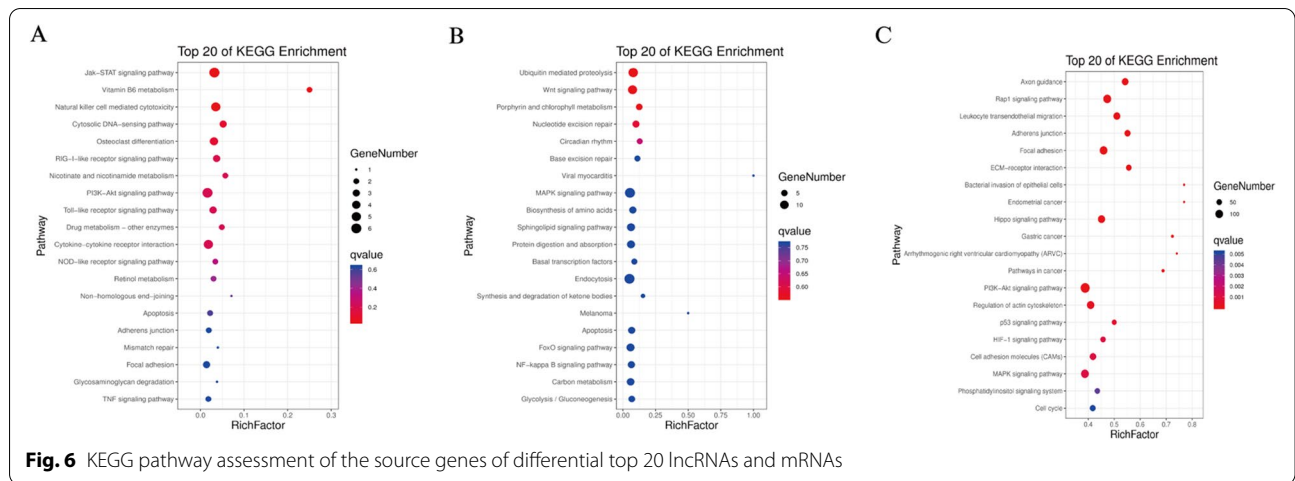 A
Top 20 of KEGG Enrichment
Pathway
Jak−STAT signaling pathway
Vitamin B6 metabolism
Natural killer cell mediated cytotoxicity
Cytosolic DNA−sensing pathway
Osteoclast differentiation
RIG−I−like receptor signaling pathway
Nicotinate and nicotinamide metabolism
PI3K−Akt signaling pathway
Toll−like receptor signaling pathway
Drug metabolism − other enzymes
Cytokine−cytokine receptor interaction
NOD−like receptor signaling pathway
Retinol metabolism
Non−homologous end−joining
Apoptosis
Adherens junction
Mismatch repair
Focal adhesion
Glycosaminoglycan degradation
TNF signaling pathway
0.0 0.1 0.2 0.3
RichFactor
GeneNumber
1
2
3
4
5
6
qvalue
0.6
0.4
0.2
B
Top 20 of KEGG Enrichment
Pathway
Ubiquitin mediated proteolysis
Wnt signaling pathway
Porphyrin and chlorophyll metabolism
Nucleotide excision repair
Circadian rhythm
Base excision repair
Viral myocarditis
MAPK signaling pathway
Biosynthesis of amino acids
Sphingolipid signaling pathway
Protein digestion and absorption
Basal transcription factors
Endocytosis
Synthesis and degradation of ketone bodies
Melanoma
Apoptosis
FoxO signaling pathway
NF−kappa B signaling pathway
Carbon metabolism
Glycolysis / Gluconeogenesis
0.00 0.25 0.50 0.75 1.00
RichFactor
GeneNumber
5
10
qvalue
0.75
0.70
0.65
0.60
C
Top 20 of KEGG Enrichment
Pathway
Axon guidance
Rap1 signaling pathway
Leukocyte transendothelial migration
Adherens junction
Focal adhesion
ECM−receptor interaction
Bacterial invasion of epithelial cells
Endometrial cancer
Hippo signaling pathway
Gastric cancer
Arrhythmogenic right ventricular cardiomyopathy (ARVC)
Pathways in cancer
PI3K−Akt signaling pathway
Regulation of actin cytoskeleton
p53 signaling pathway
HIF−1 signaling pathway
Cell adhesion molecules (CAMs)
MAPK signaling pathway
Phosphatidylinositol signaling system
Cell cycle
0.4 0.5 0.6 0.7 0.8
RichFactor
GeneNumber
50
100
qvalue
0.005
0.004
0.003
0.002
0.001
Fig. 6 KEGG pathway assessment of the source genes of differential top 20 lncRNAs and mRNAs